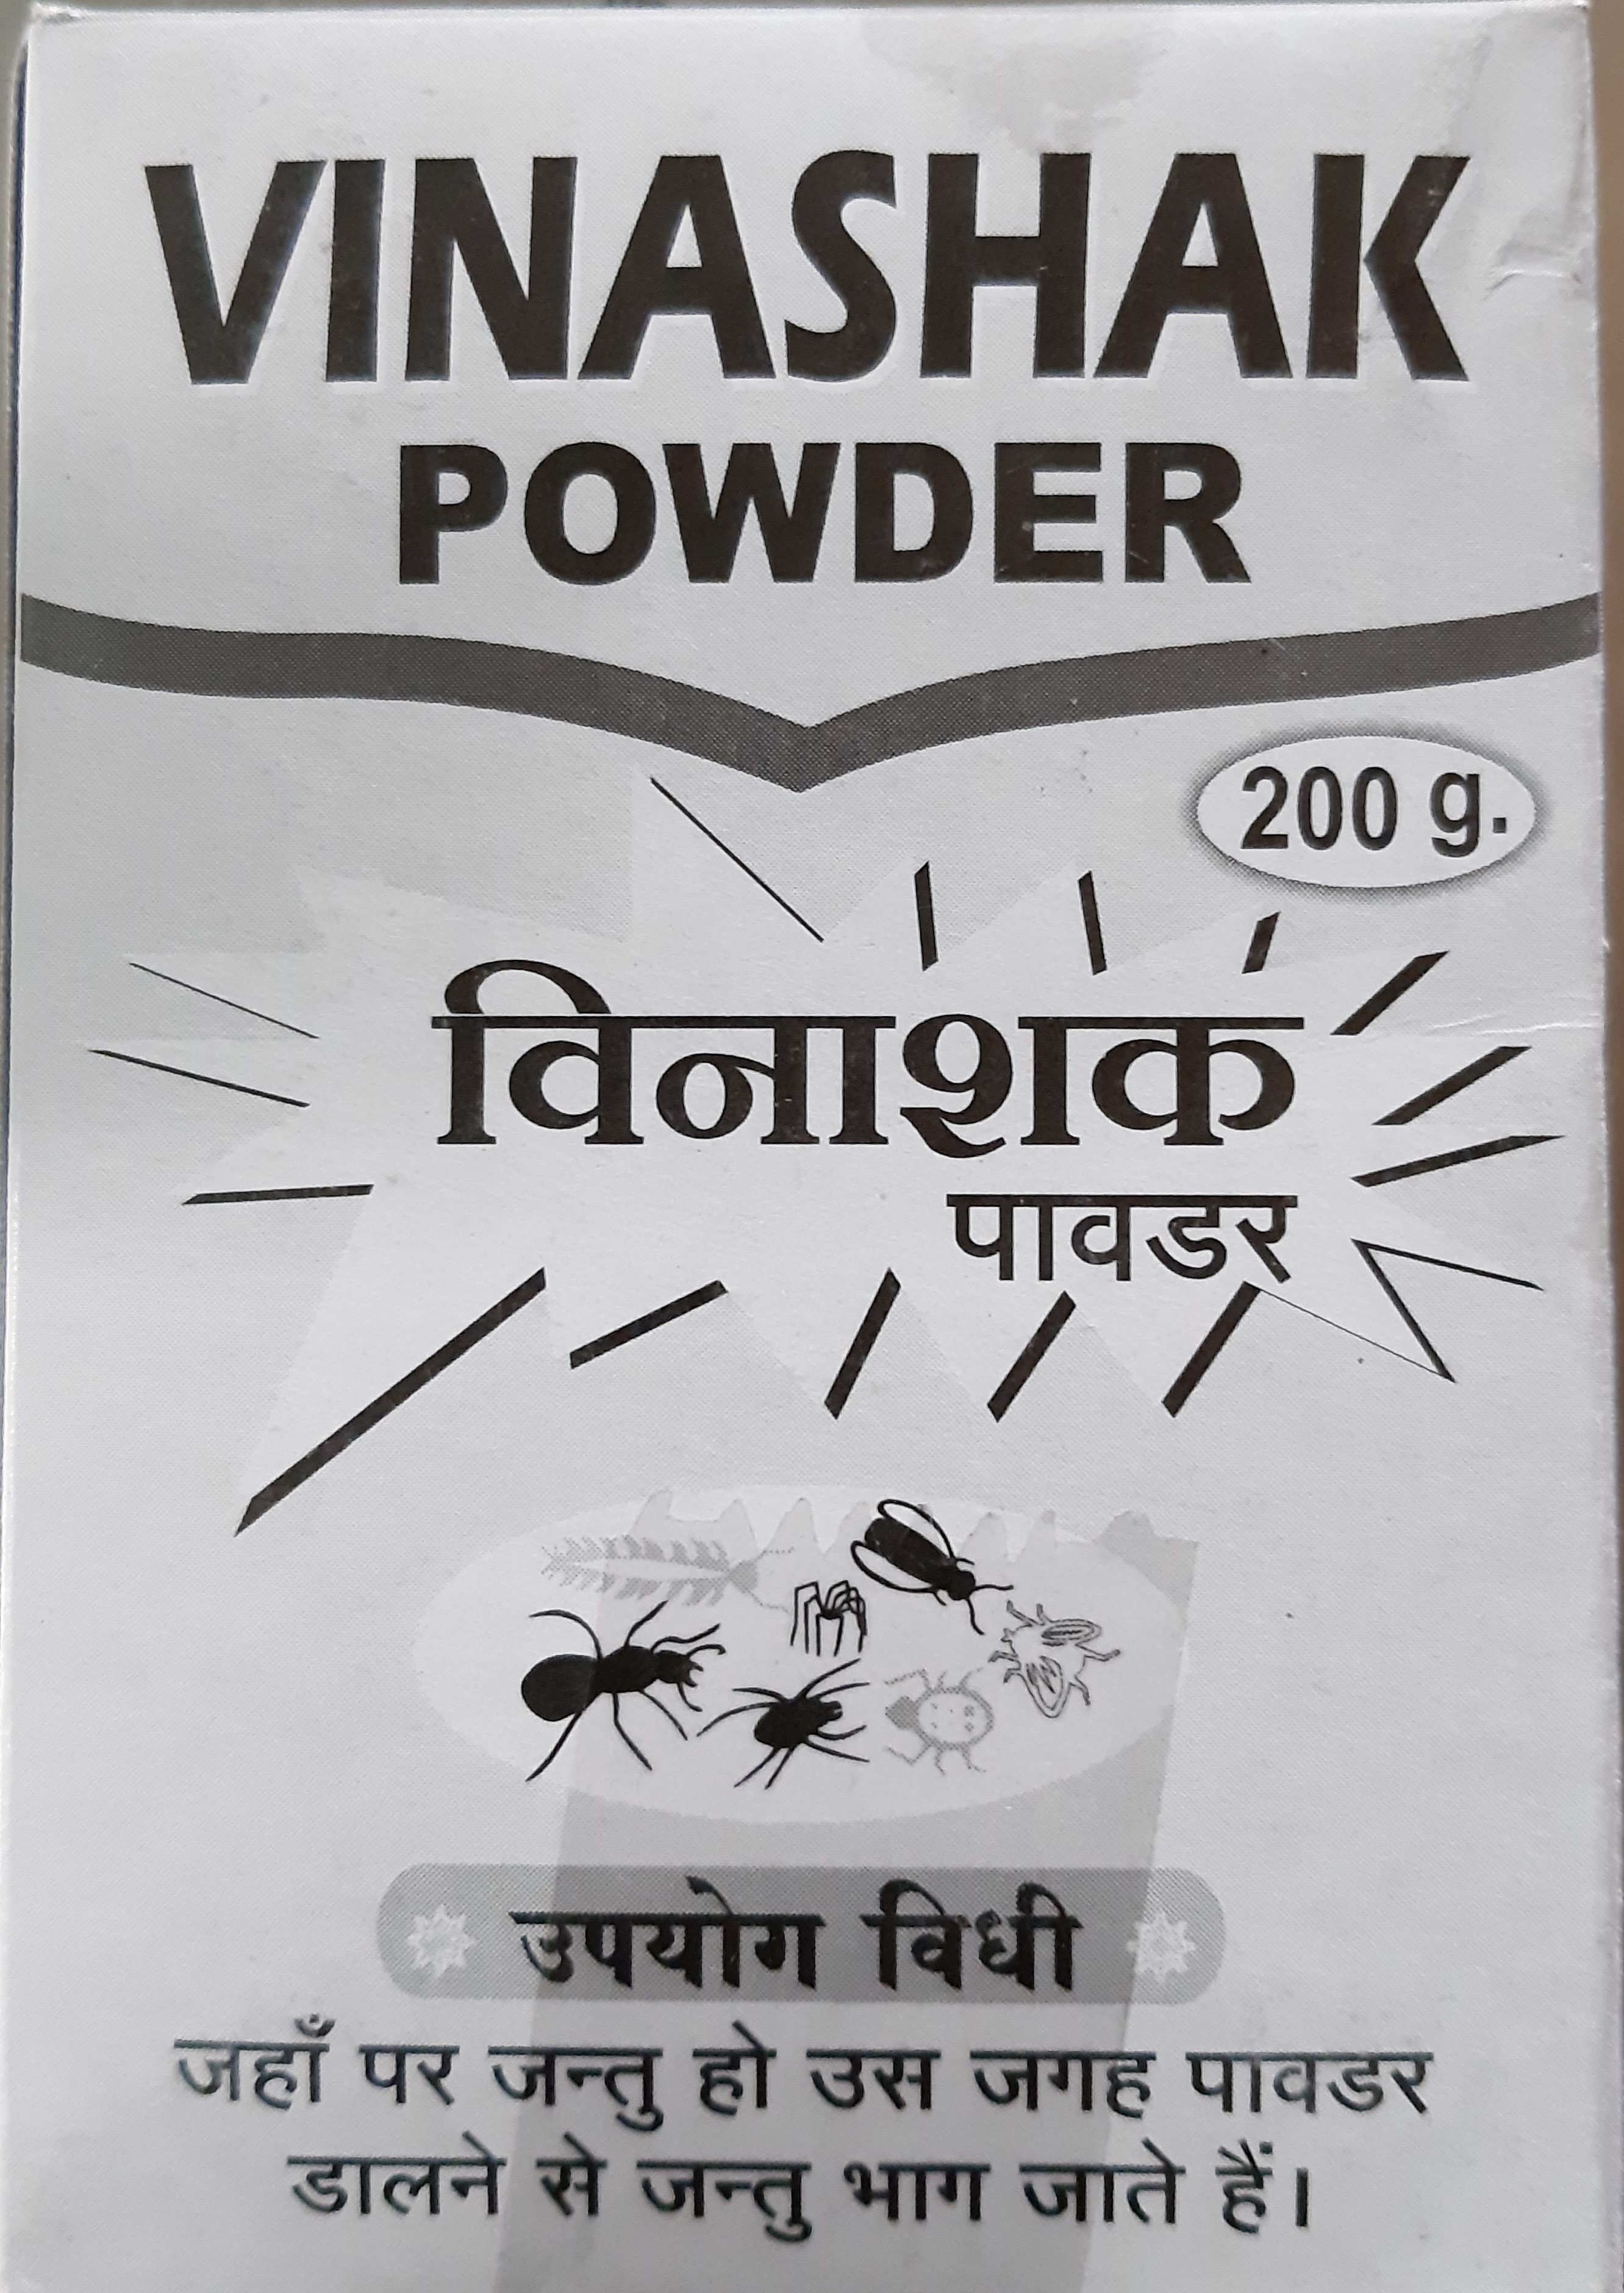 VINASHAK
POWDER
200 g.
विनाशक
पावडर
उपयोग विधी
जहाँ पर जन्तु हो उस जगह पावडर
डालने से जन्तु भाग जाते हैं।